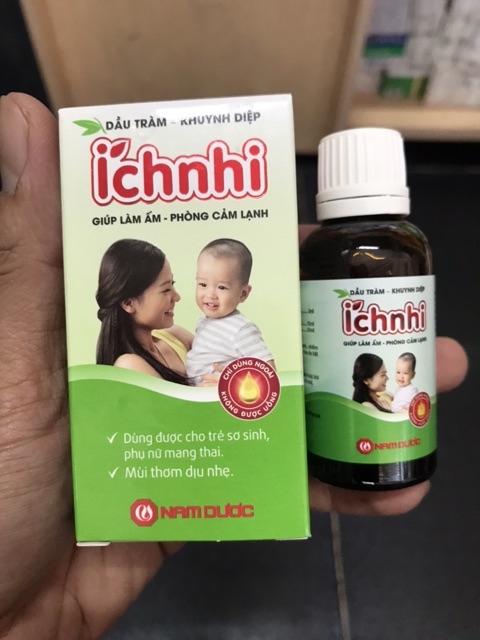 DẦU TRÀM - KHUYNH DIỆP
ichnhi
GIÚP LÀM ẤM - PHÒNG CẢM LẠNH
CHỈ DÙNG NGOÀI
KHÔNG ĐƯỢC UỐNG
✓ Dùng được cho trẻ sơ sinh,
phụ nữ mang thai.
✓ Mùi thơm dịu nhẹ.
NAM DƯỢC
DẦU TRÀM - KHUYNH DIỆP
ichnhi
GIÚP LÀM ẤM - PHÒNG CẢM LẠNH
NAM DƯỢC